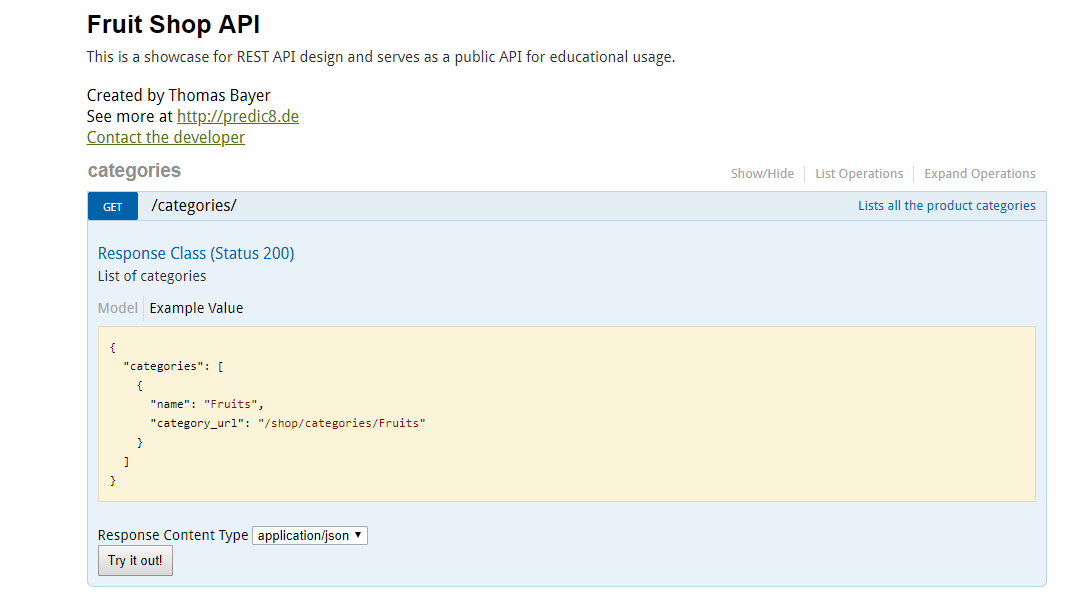 Fruit Shop API
This is a showcase for REST API design and serves as a public API for educational usage.
Created by Thomas Bayer
See more at http://predic8.de
Contact the developer
categories
Show/Hide List Operations Expand Operations
GET /categories/ Lists all the product categories
Response Class (Status 200)
List of categories
Model Example Value
{
  "categories": [
    {
      "name": "Fruits",
      "category_url": "/shop/categories/Fruits"
    }
  ]
}
Response Content Type application/json
Try it out!